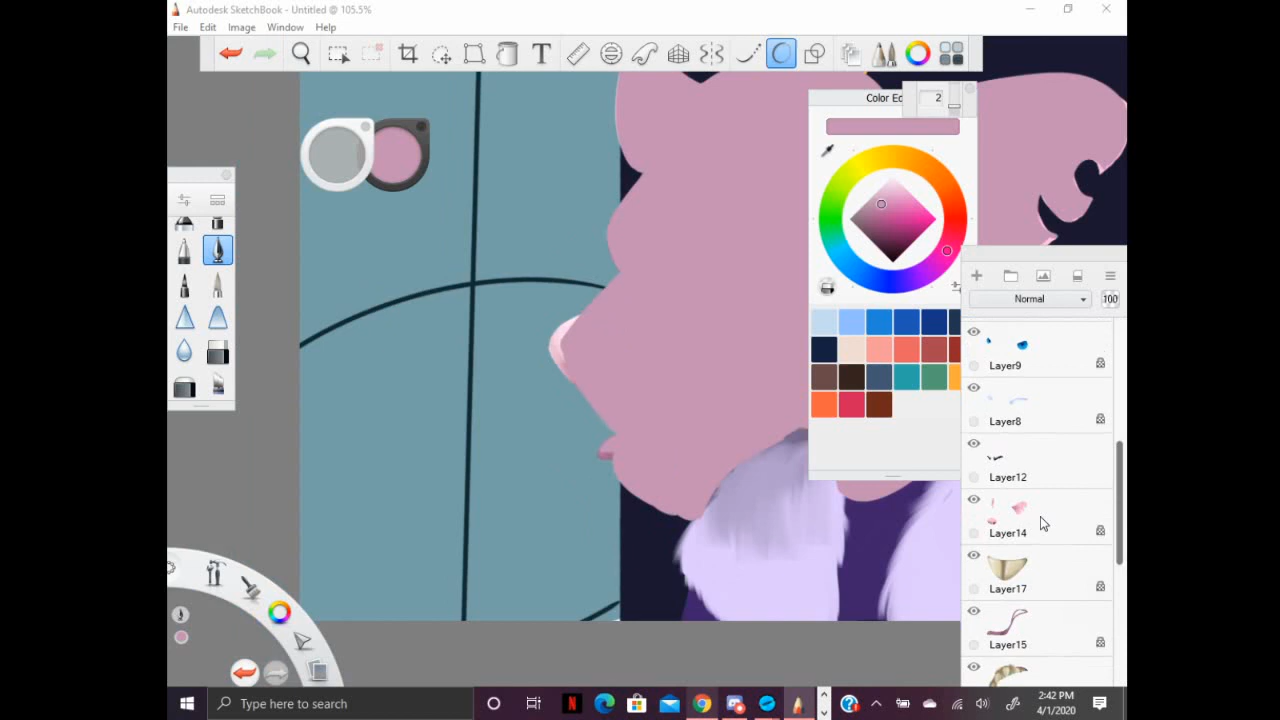 Autodesk SketchBook - Untitled @ 105.5%
File Edit Image Window Help
T
Color Ed
2
Normal
100
Layer9
Layer8
Layer12
Layer14
Layer17
Layer15
Type here to search
2:42 PM
4/1/2020